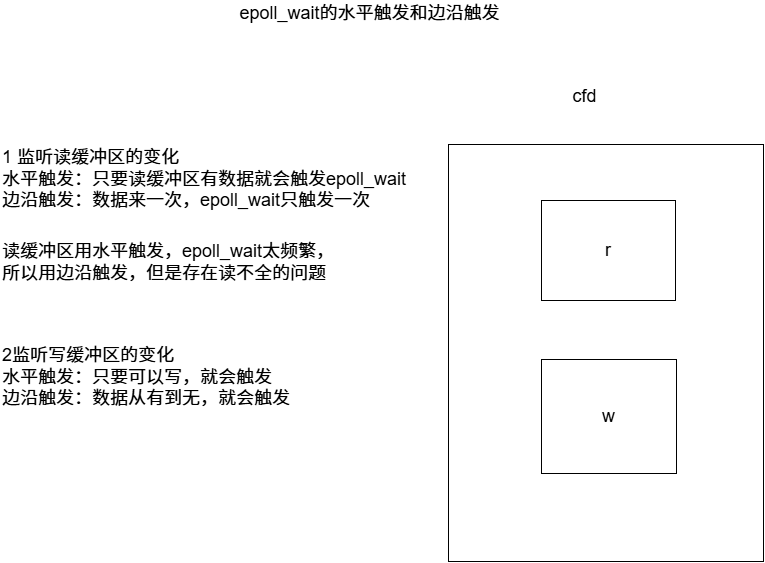 epoll_wait的水平触发和边沿触发
cfd
1 监听读缓冲区的变化
水平触发：只要读缓冲区有数据就会触发epoll_wait
边沿触发：数据来一次，epoll_wait只触发一次
读缓冲区用水平触发，epoll_wait太频繁，
所以用边沿触发，但是存在读不全的问题
r
2监听写缓冲区的变化
水平触发：只要可以写，就会触发
边沿触发：数据从有到无，就会触发
w